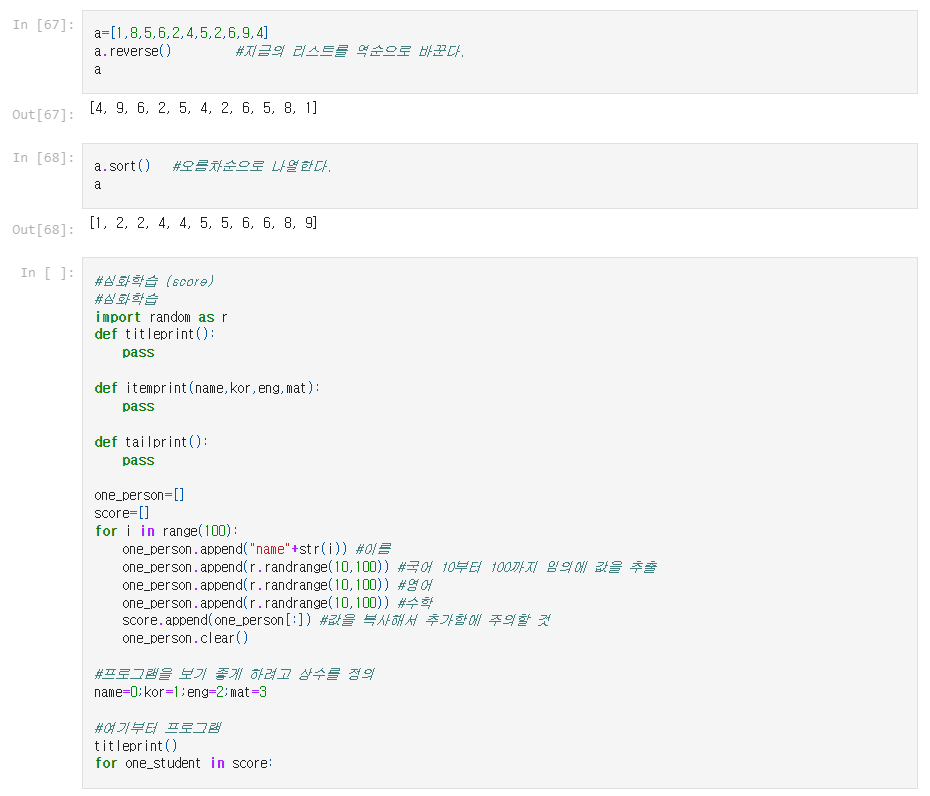 In [67]:
a=[1,8,5,6,2,4,5,2,6,9,4]
a.reverse() #지금의 리스트를 역순으로 바꾼다.
a
Out[67]:
[4, 9, 6, 2, 5, 4, 2, 6, 5, 8, 1]
In [68]:
a.sort() #오름차순으로 나열한다.
a
Out[68]:
[1, 2, 2, 4, 4, 5, 5, 6, 6, 8, 9]
In [ ]:
#심화학습 (score)
#심화학습
import random as r
def titleprint():
    pass
def itemprint(name,kor,eng,mat):
    pass
def tailprint():
    pass
one_person=[]
score=[]
for i in range(100):
    one_person.append("name"+str(i)) #이름
    one_person.append(r.randrange(10,100)) #국어 10부터 100까지 임의에 값을 추출
    one_person.append(r.randrange(10,100)) #영어
    one_person.append(r.randrange(10,100)) #수학
    score.append(one_person[:]) #값을 복사해서 추가함에 주의할 것
    one_person.clear()
#프로그램을 보기 좋게 하려고 상수를 정의
name=0;kor=1;eng=2;mat=3
#여기부터 프로그램
titleprint()
for one_student in score: